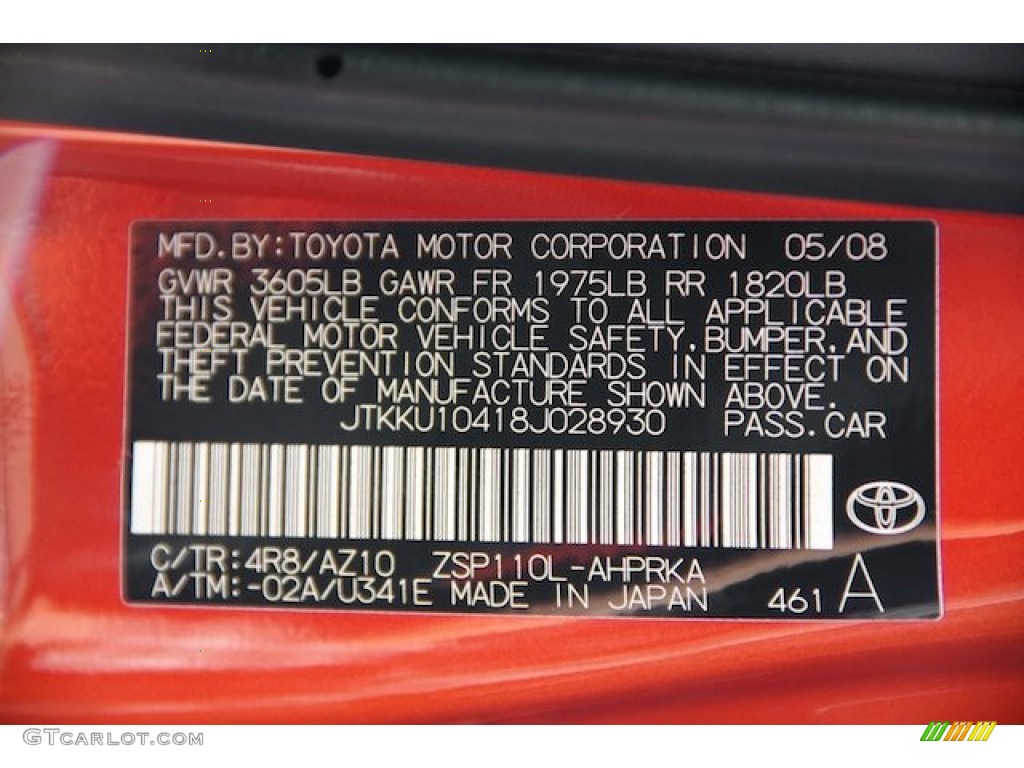 MFD.BY:TOYOTA MOTOR CORPORATION 05/08
GVWR 3605LB GAWR FR 1975LB RR 1820LB
THIS VEHICLE CONFORMS TO ALL APPLICABLE
FEDERAL MOTOR VEHICLE SAFETY,BUMPER,AND
THEFT PREVENTION STANDARDS IN EFFECT ON
THE DATE OF MANUFACTURE SHOWN ABOVE.
JTKKU10418J028930 PASS.CAR
C/TR:4R8/AZ10 ZSP110L-AHPRKA
A/TM:-02A/U341E MADE IN JAPAN 461 A
GTCarLot.com